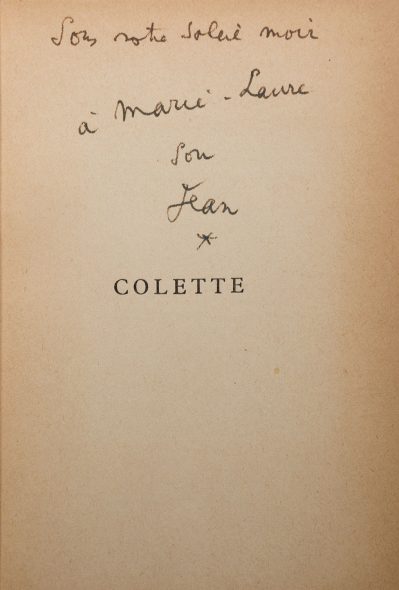 Sous notre soleil noir
à Marie-Laure
son
Jean
*
COLETTE